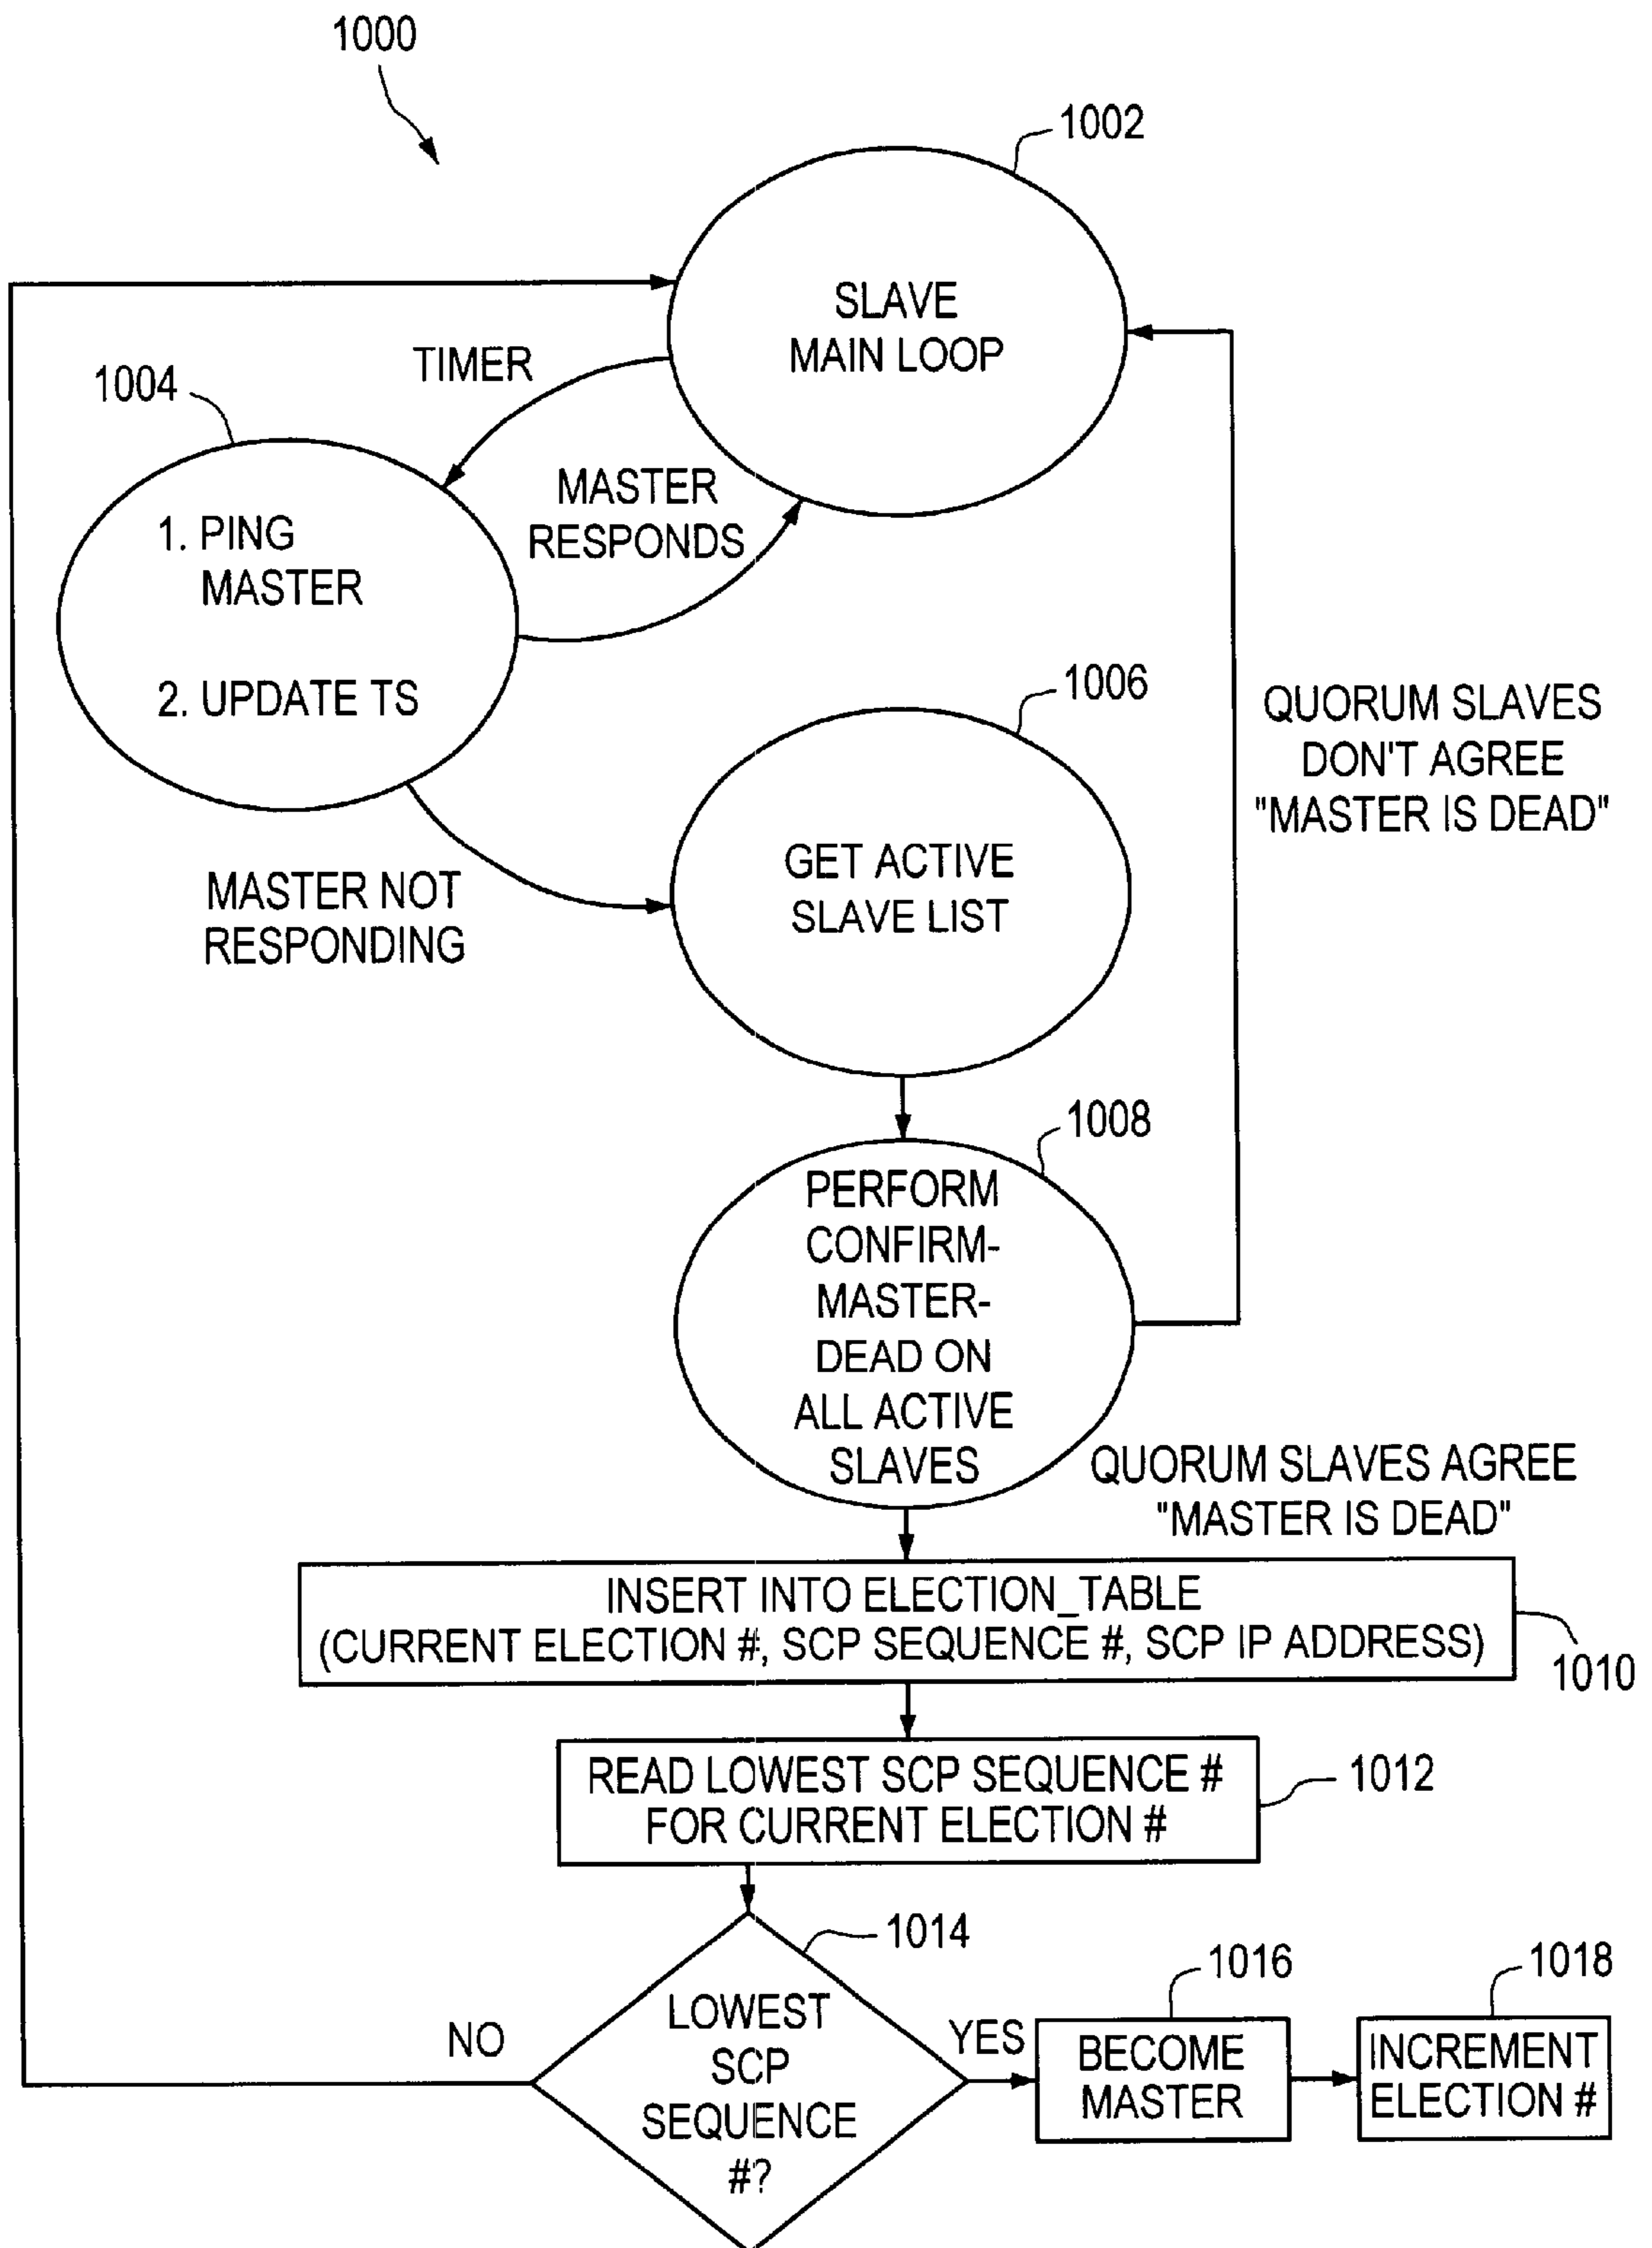 1000
1002
SLAVE
MAIN LOOP
TIMER
1004
MASTER
RESPONDS
1. PING
MASTER
2. UPDATE TS
1006
QUORUM SLAVES
DON'T AGREE
"MASTER IS DEAD"
GET ACTIVE
SLAVE LIST
MASTER NOT
RESPONDING
1008
PERFORM
CONFIRM-
MASTER-
DEAD ON
ALL ACTIVE
SLAVES
QUORUM SLAVES AGREE
"MASTER IS DEAD"
INSERT INTO ELECTION_TABLE
(CURRENT ELECTION #, SCP SEQUENCE #, SCP IP ADDRESS)
1010
READ LOWEST SCP SEQUENCE #
FOR CURRENT ELECTION #
1012
1014
LOWEST
SCP
SEQUENCE
#?
NO
YES
1016
BECOME
MASTER
1018
INCREMENT
ELECTION #